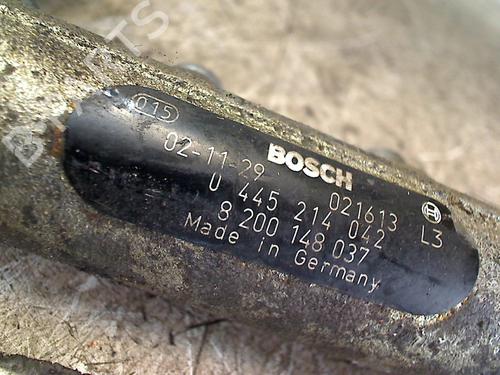 015
02-11-29 BOSCH 021613
0 445 214 042 L3
8 200 148 037
Made in Germany